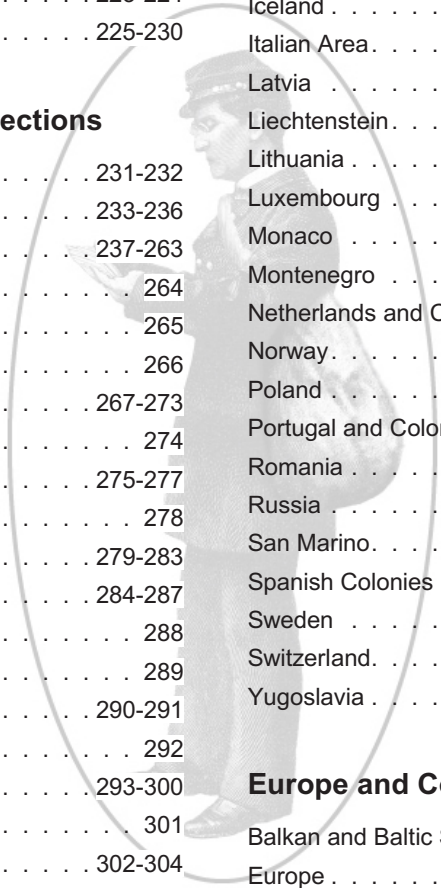 . . . . . 225-230
ections
. . . . . 231-232
. . . . . 233-236
. . . . . 237-263
. . . . . . . 264
. . . . . . . 265
. . . . . . . 266
. . . . . 267-273
. . . . . . . 274
. . . . . 275-277
. . . . . . . 278
. . . . . 279-283
. . . . . 284-287
. . . . . . . 288
. . . . . . . 289
. . . . . 290-291
. . . . . . . 292
. . . . . 293-300
. . . . . . . 301
. . . . . 302-304
Iceland . . . . . .
Italian Area . . . .
Latvia . . . . . .
Liechtenstein . . .
Lithuania . . . . .
Luxembourg . . . .
Monaco . . . . .
Montenegro . . .
Netherlands and C
Norway . . . . . .
Poland . . . . . .
Portugal and Colon
Romania . . . . .
Russia . . . . . .
San Marino . . . .
Spanish Colonies
Sweden . . . . .
Switzerland . . . .
Yugoslavia . . . .
Europe and Co
Balkan and Baltic S
Europe . . . . . .